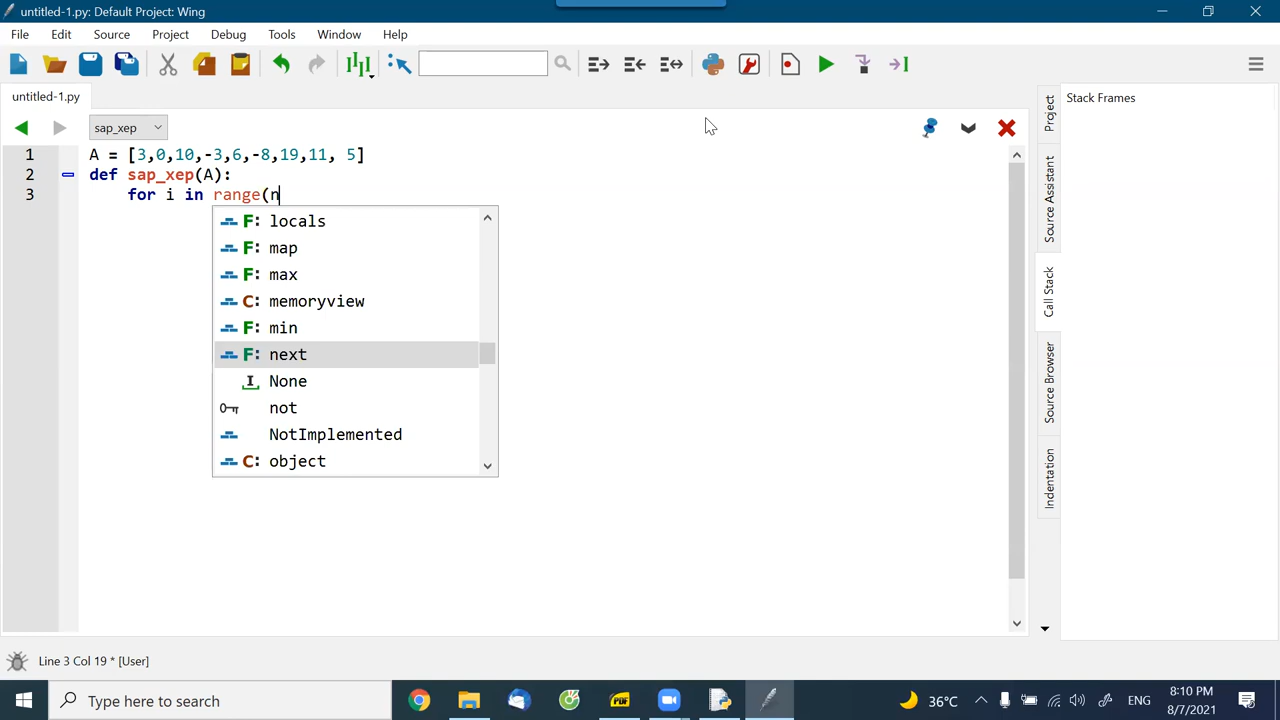 untitled-1.py: Default Project: Wing
File Edit Source Project Debug Tools Window Help
untitled-1.py
sap_xep
1 A = [3,0,10,-3,6,-8,19,11, 5]
2 def sap_xep(A):
3 for i in range(n
F: locals
F: map
F: max
C: memoryview
F: min
F: next
I None
not
NotImplemented
C: object
Project
Source Assistant
Call Stack
Source Browser
Indentation
Stack Frames
Line 3 Col 19 * [User]
Type here to search
PDF
36°C
ENG
8:10 PM
8/7/2021